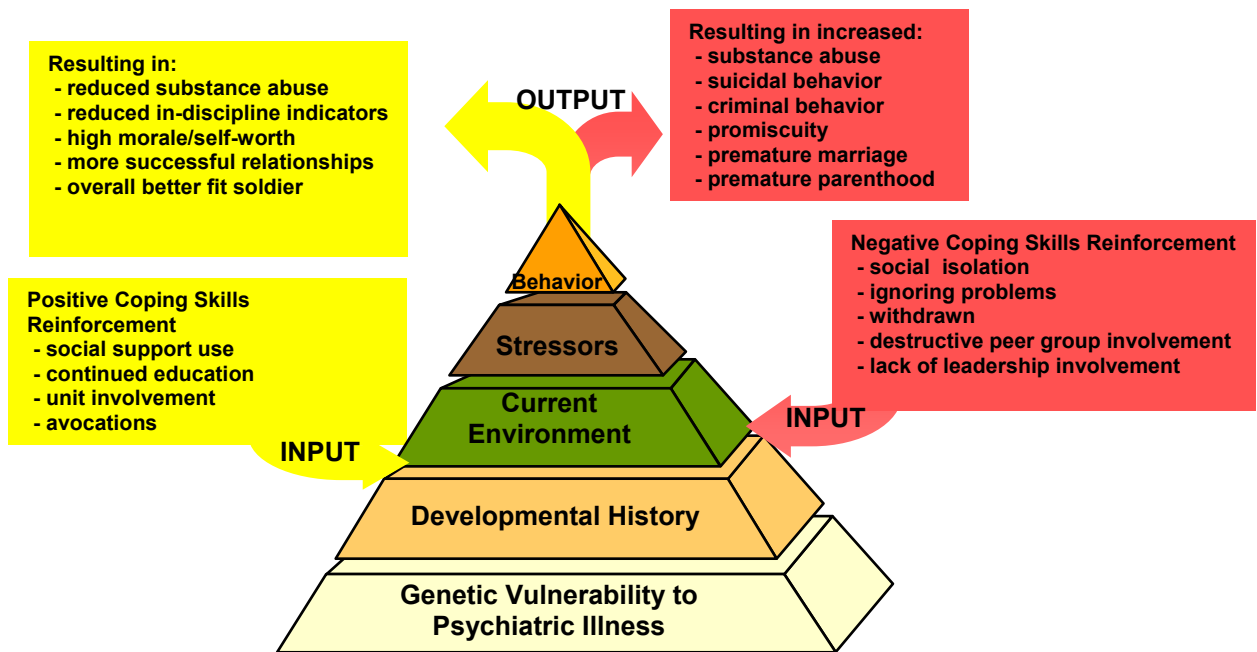 Resulting in:
- reduced substance abuse
- reduced in-discipline indicators
- high morale/self-worth
- more successful relationships
- overall better fit soldier
OUTPUT
Resulting in increased:
- substance abuse
- suicidal behavior
- criminal behavior
- promiscuity
- premature marriage
- premature parenthood
Positive Coping Skills
Reinforcement
- social support use
- continued education
- unit involvement
- avocations
INPUT
Negative Coping Skills Reinforcement
- social isolation
- ignoring problems
- withdrawn
- destructive peer group involvement
- lack of leadership involvement
INPUT
Behavior
Stressors
Current
Environment
Developmental History
Genetic Vulnerability to
Psychiatric Illness